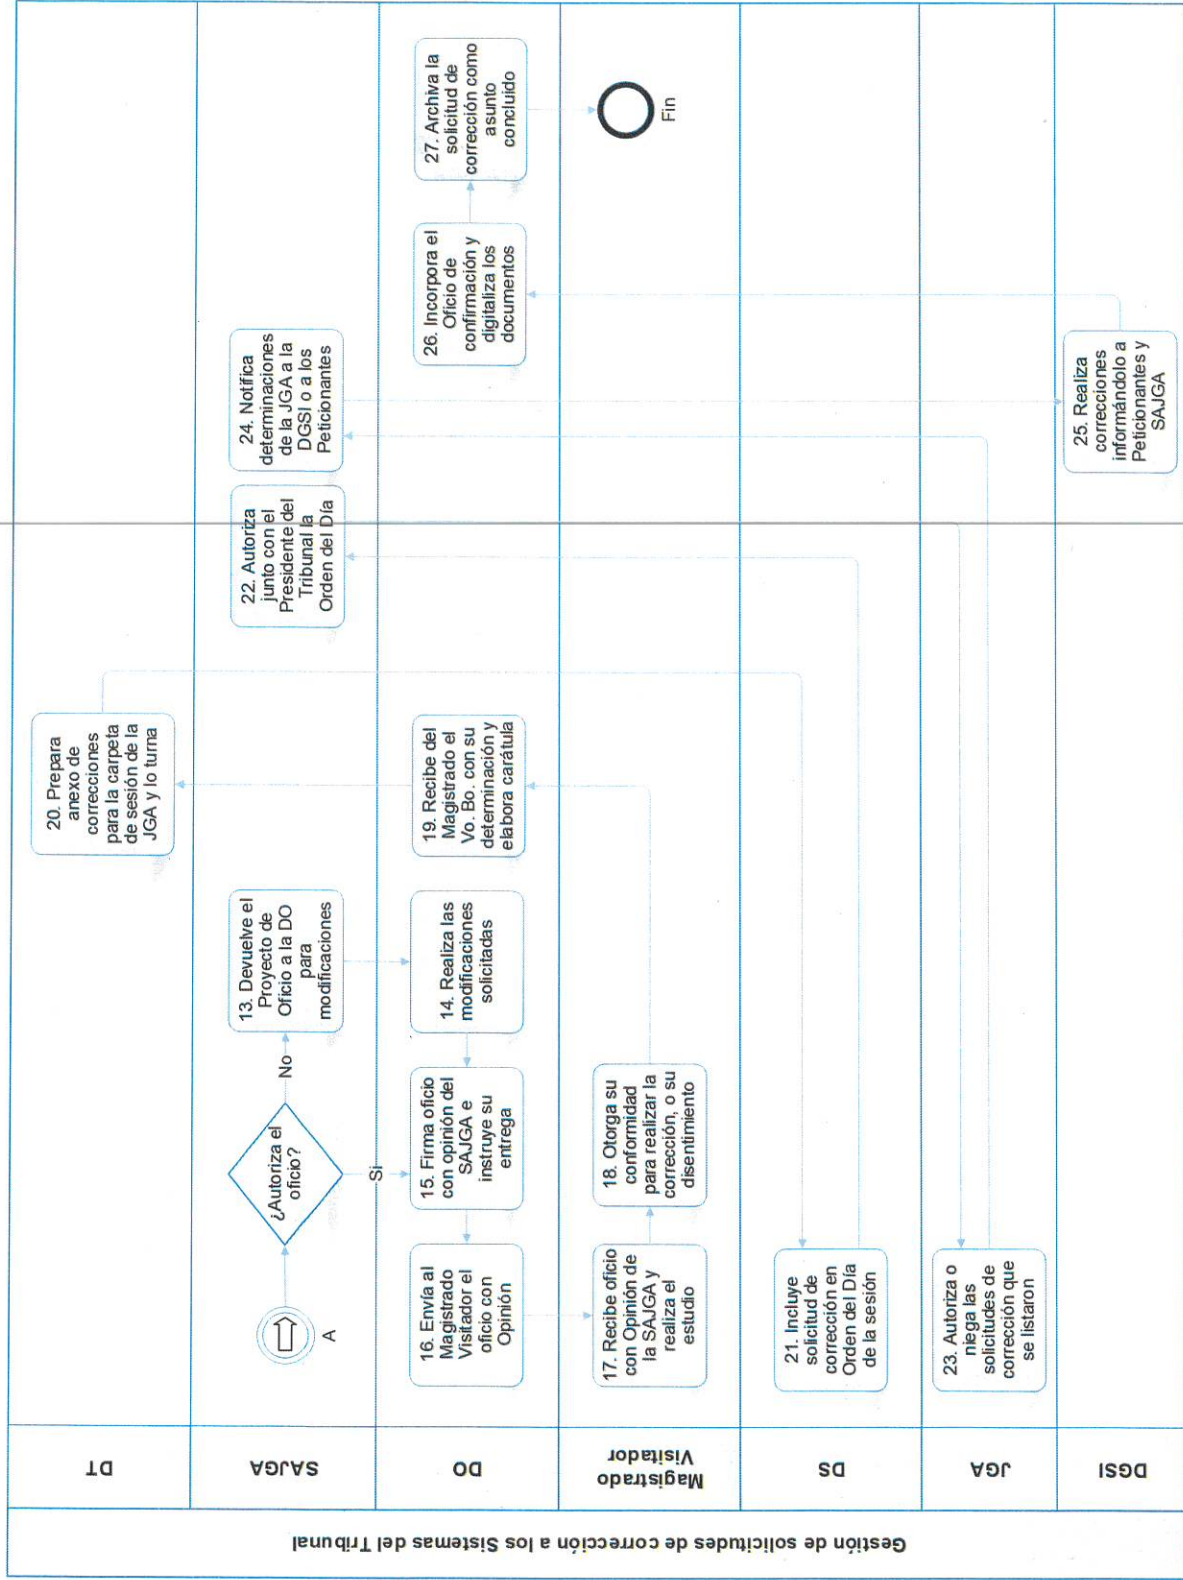 Gestión de solicitudes de corrección a los Sistemas del Tribunal
DT
20. Prepara
anexo de
correcciones
para la carpeta
de sesión de la
JGA y lo turna
SAJGA
A
¿Autoriza el
oficio?
No
Si
13. Devuelve el
Proyecto de
Oficio a la DO
para
modificaciones
22. Autoriza
junto con el
Presidente del
Tribunal la
Orden del Día
24. Notifica
determinaciones
de la JGA a la
DGSI o a los
Peticionantes
DO
16. Envía al
Magistrado
Visitador el
oficio con
Opinión
15. Firma oficio
con opinión del
SAJGA e
instruye su
entrega
14. Realiza las
modificaciones
solicitadas
19. Recibe del
Magistrado el
Vo. Bo. con su
determinación y
elabora carátula
26. Incorpora el
Oficio de
confirmación y
digitaliza los
documentos
27. Archiva la
solicitud de
corrección como
asunto
concluido
Magistrado
Visitador
17. Recibe oficio
con Opinión de
la SAJGA y
realiza el
estudio
18. Otorga su
conformidad
para realizar la
corrección, o su
disentimiento
Fin
DS
21. Incluye
solicitud de
corrección en
Orden del Día
de la sesión
JGA
23. Autoriza o
niega las
solicitudes de
corrección que
se listaron
DGSI
25. Realiza
correcciones
informándolo a
Peticionantes y
SAJGA